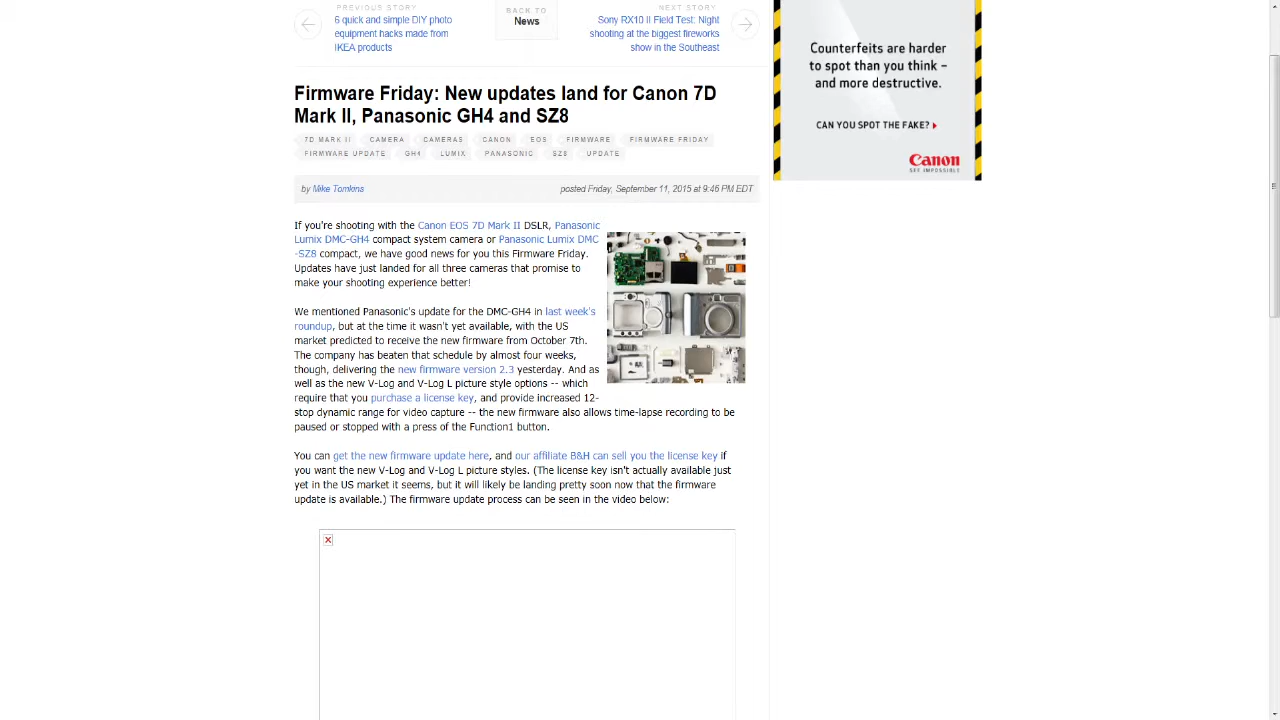 PREVIOUS STORY
6 quick and simple DIY photo
equipment hacks made from
IKEA products
BACK TO
News
NEXT STORY
Sony RX10 II Field Test: Night
shooting at the biggest fireworks
show in the Southeast
Counterfeits are harder
to spot than you think –
and more destructive.
CAN YOU SPOT THE FAKE?
Canon
SEE IMPOSSIBLE
Firmware Friday: New updates land for Canon 7D
Mark II, Panasonic GH4 and SZ8
7D MARK II CAMERA CAMERAS CANON EOS FIRMWARE FIRMWARE FRIDAY
FIRMWARE UPDATE GH4 LUMIX PANASONIC SZ8 UPDATE
by Mike Tomkins posted Friday, September 11, 2015 at 9:46 PM EDT
If you're shooting with the Canon EOS 7D Mark II DSLR, Panasonic
Lumix DMC-GH4 compact system camera or Panasonic Lumix DMC
-SZ8 compact, we have good news for you this Firmware Friday.
Updates have just landed for all three cameras that promise to
make your shooting experience better!
We mentioned Panasonic's update for the DMC-GH4 in last week's
roundup, but at the time it wasn't yet available, with the US
market predicted to receive the new firmware from October 7th.
The company has beaten that schedule by almost four weeks,
though, delivering the new firmware version 2.3 yesterday. And as
well as the new V-Log and V-Log L picture style options -- which
require that you purchase a license key, and provide increased 12-
stop dynamic range for video capture -- the new firmware also allows time-lapse recording to be
paused or stopped with a press of the Function1 button.
You can get the new firmware update here, and our affiliate B&H can sell you the license key if
you want the new V-Log and V-Log L picture styles. (The license key isn't actually available just
yet in the US market it seems, but it will likely be landing pretty soon now that the firmware
update is available.) The firmware update process can be seen in the video below: